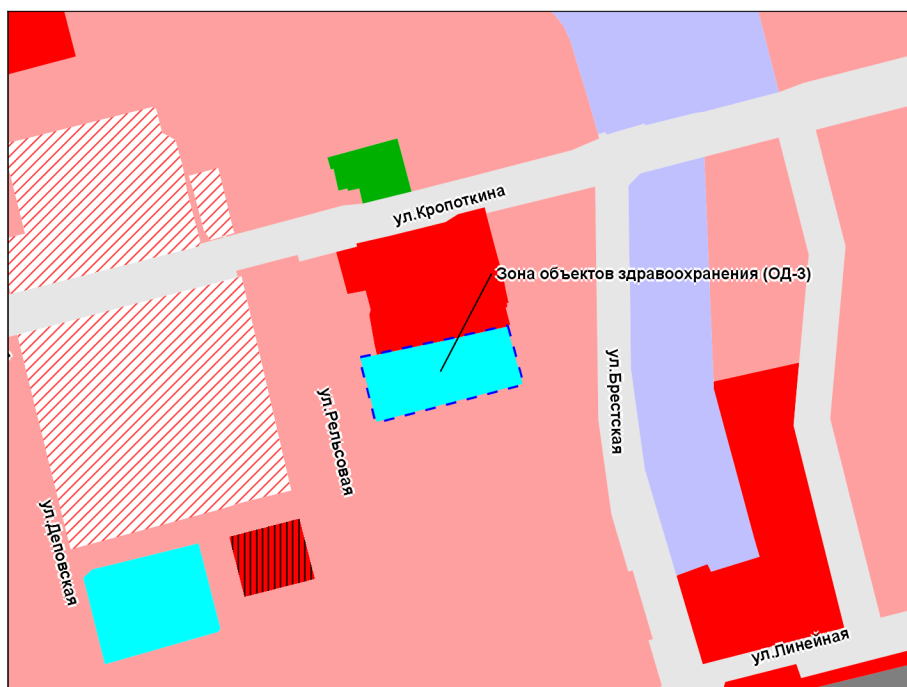 ул.Кропоткина
Зона объектов здравоохранения (ОД-3)
ул.Брестская
ул.Рельсовая
ул.Деповская
ул.Линейная